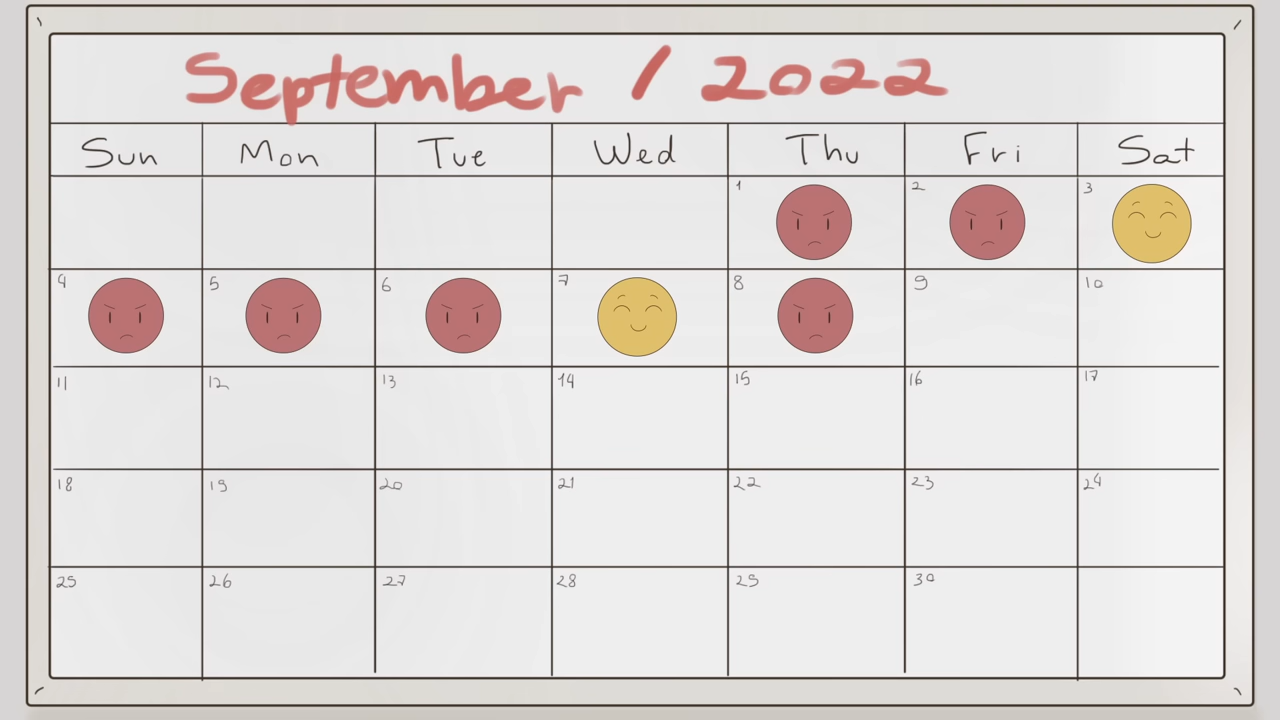 September / 2022
Sun Mon Tue Wed Thu Fri Sat
1 2 3
4 5 6 7 8 9 10
11 12 13 14 15 16 17
18 19 20 21 22 23 24
25 26 27 28 29 30